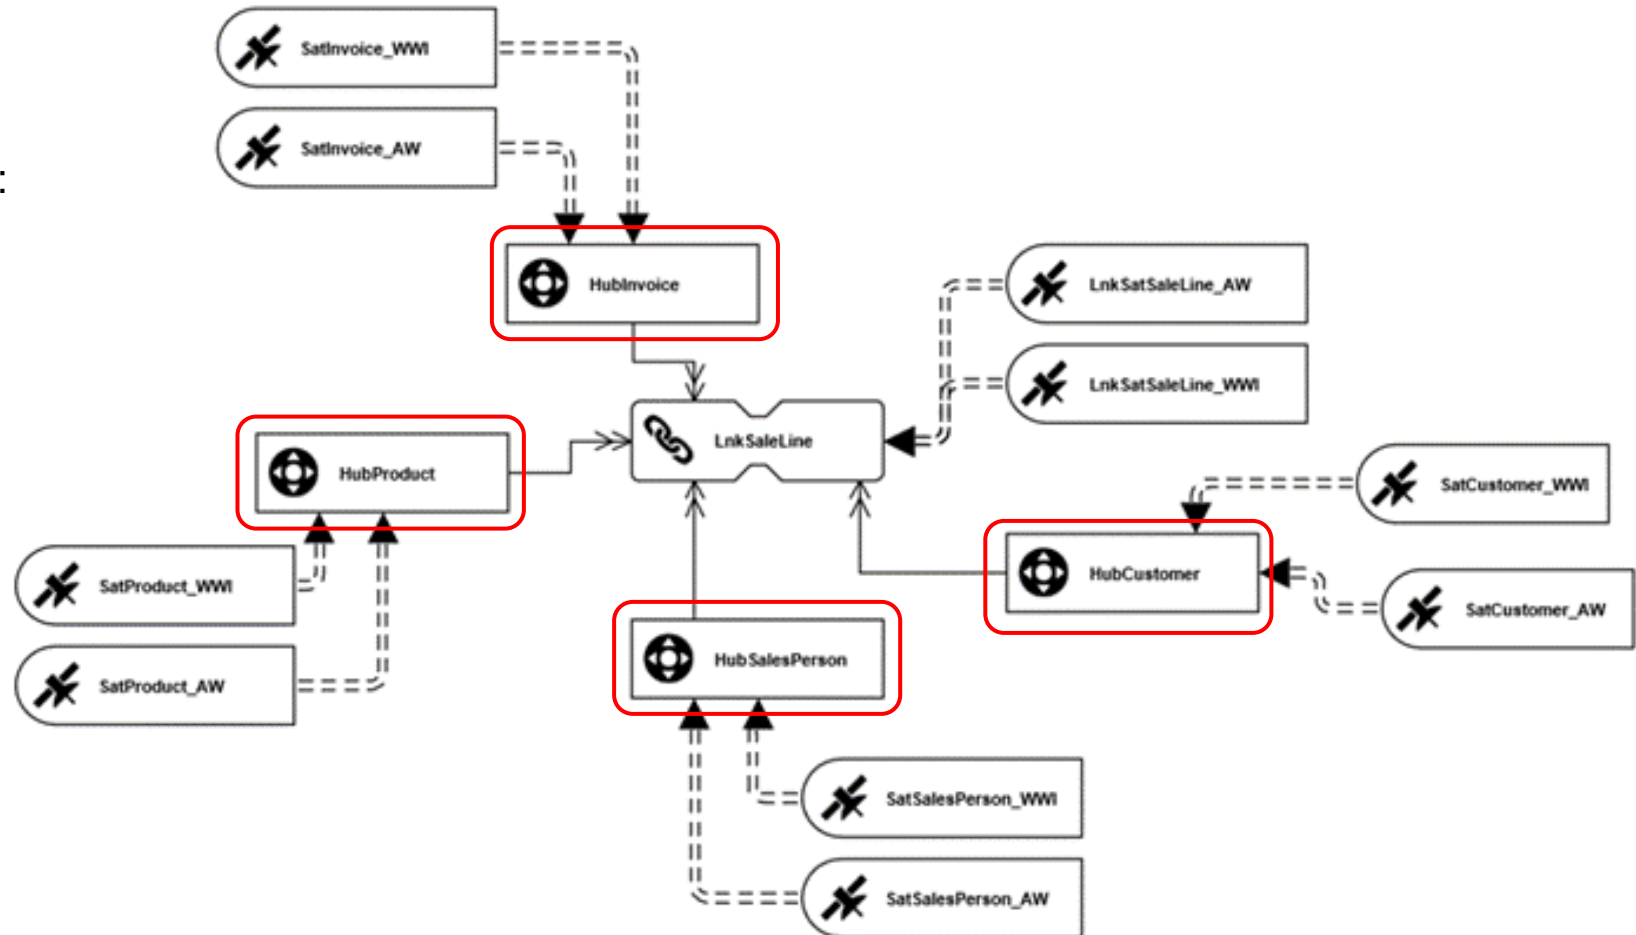 SatInvoice_WWI
SatInvoice_AW
:
HubInvoice
LnkSatSaleLine_AW
LnkSatSaleLine_WWI
LnkSaleLine
HubProduct
SatCustomer_WWI
HubCustomer
SatProduct_WWI
SatCustomer_AW
HubSalesPerson
SatProduct_AW
SatSalesPerson_WWI
SatSalesPerson_AW